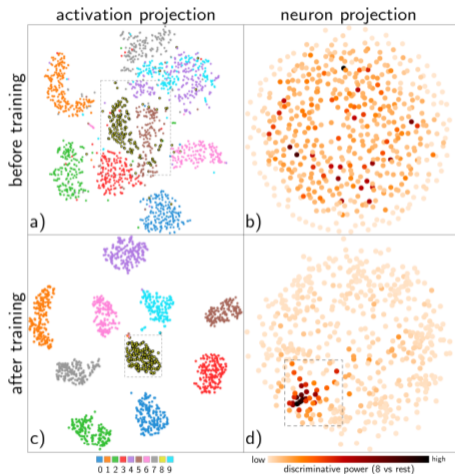 activation projection
neuron projection
before training
a)
b)
after training
c)
d)
0 1 2 3 4 5 6 7 8 9
low high
discriminative power (8 vs rest)